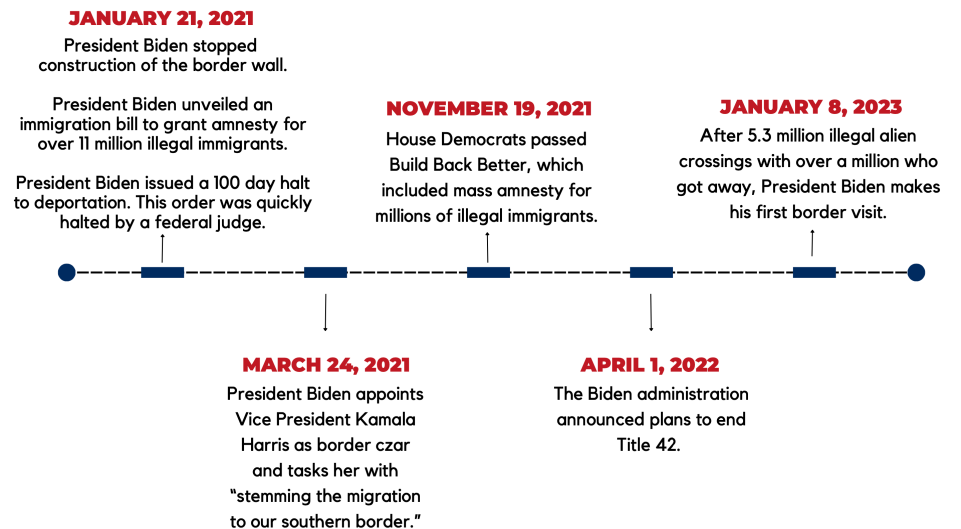 JANUARY 21, 2021
President Biden stopped
construction of the border wall.
President Biden unveiled an
immigration bill to grant amnesty for
over 11 million illegal immigrants.
President Biden issued a 100 day halt
to deportation. This order was quickly
halted by a federal judge.
MARCH 24, 2021
President Biden appoints
Vice President Kamala
Harris as border czar
and tasks her with
“stemming the migration
to our southern border.”
NOVEMBER 19, 2021
House Democrats passed
Build Back Better, which
included mass amnesty for
millions of illegal immigrants.
APRIL 1, 2022
The Biden administration
announced plans to end
Title 42.
JANUARY 8, 2023
After 5.3 million illegal alien
crossings with over a million who
got away, President Biden makes
his first border visit.